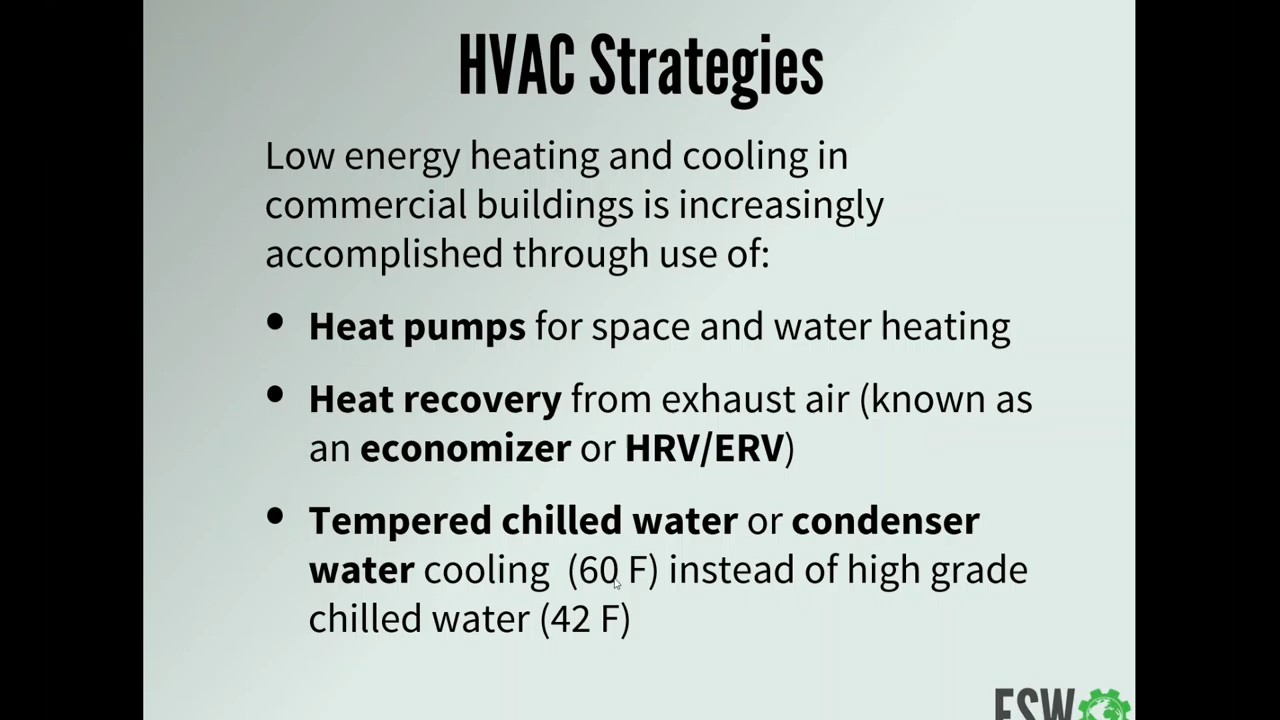 HVAC Strategies
Low energy heating and cooling in
commercial buildings is increasingly
accomplished through use of:
• Heat pumps for space and water heating
• Heat recovery from exhaust air (known as
an economizer or HRV/ERV)
• Tempered chilled water or condenser
water cooling  (60 F) instead of high grade
chilled water (42 F)
ESW